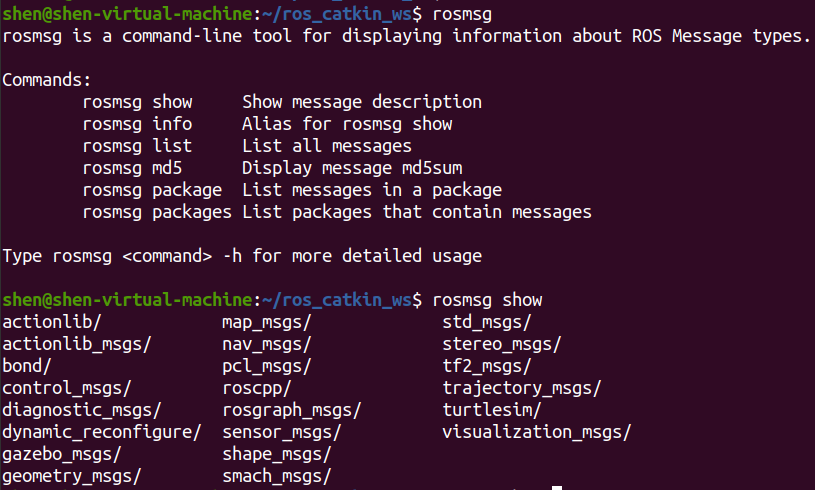 shen@shen-virtual-machine:~/ros_catkin_ws$ rosmsg
rosmsg is a command-line tool for displaying information about ROS Message types.
Commands:
        rosmsg show     Show message description
        rosmsg info     Alias for rosmsg show
        rosmsg list     List all messages
        rosmsg md5      Display message md5sum
        rosmsg package  List messages in a package
        rosmsg packages List packages that contain messages
Type rosmsg <command> -h for more detailed usage
shen@shen-virtual-machine:~/ros_catkin_ws$ rosmsg show
actionlib/            map_msgs/             std_msgs/
actionlib_msgs/       nav_msgs/             stereo_msgs/
bond/                 pcl_msgs/             tf2_msgs/
control_msgs/         roscpp/               trajectory_msgs/
diagnostic_msgs/      rosgraph_msgs/        turtlesim/
dynamic_reconfigure/  sensor_msgs/          visualization_msgs/
gazebo_msgs/          shape_msgs/
geometry_msgs/        smach_msgs/